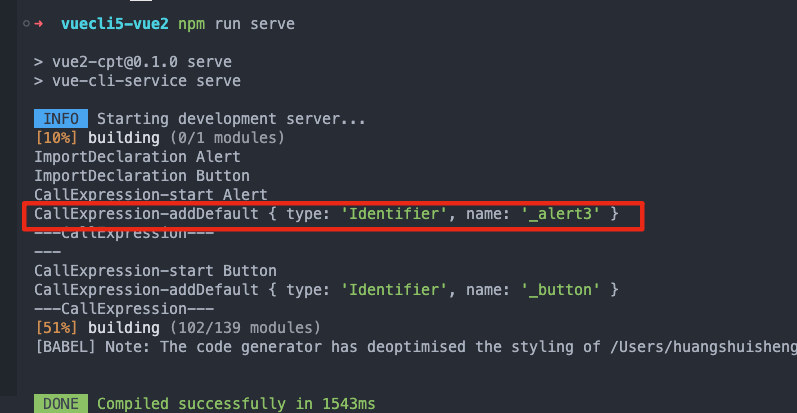 ➜ vuecli5-vue2 npm run serve
> vue2-cpt@0.1.0 serve
> vue-cli-service serve
INFO Starting development server...
[10%] building (0/1 modules)
ImportDeclaration Alert
ImportDeclaration Button
CallExpression-start Alert
CallExpression-addDefault { type: 'Identifier', name: '_alert3' }
---CallExpression---
---
CallExpression-start Button
CallExpression-addDefault { type: 'Identifier', name: '_button' }
---CallExpression---
[51%] building (102/139 modules)
[BABEL] Note: The code generator has deoptimised the styling of /Users/huangshuisheng
DONE Compiled successfully in 1543ms